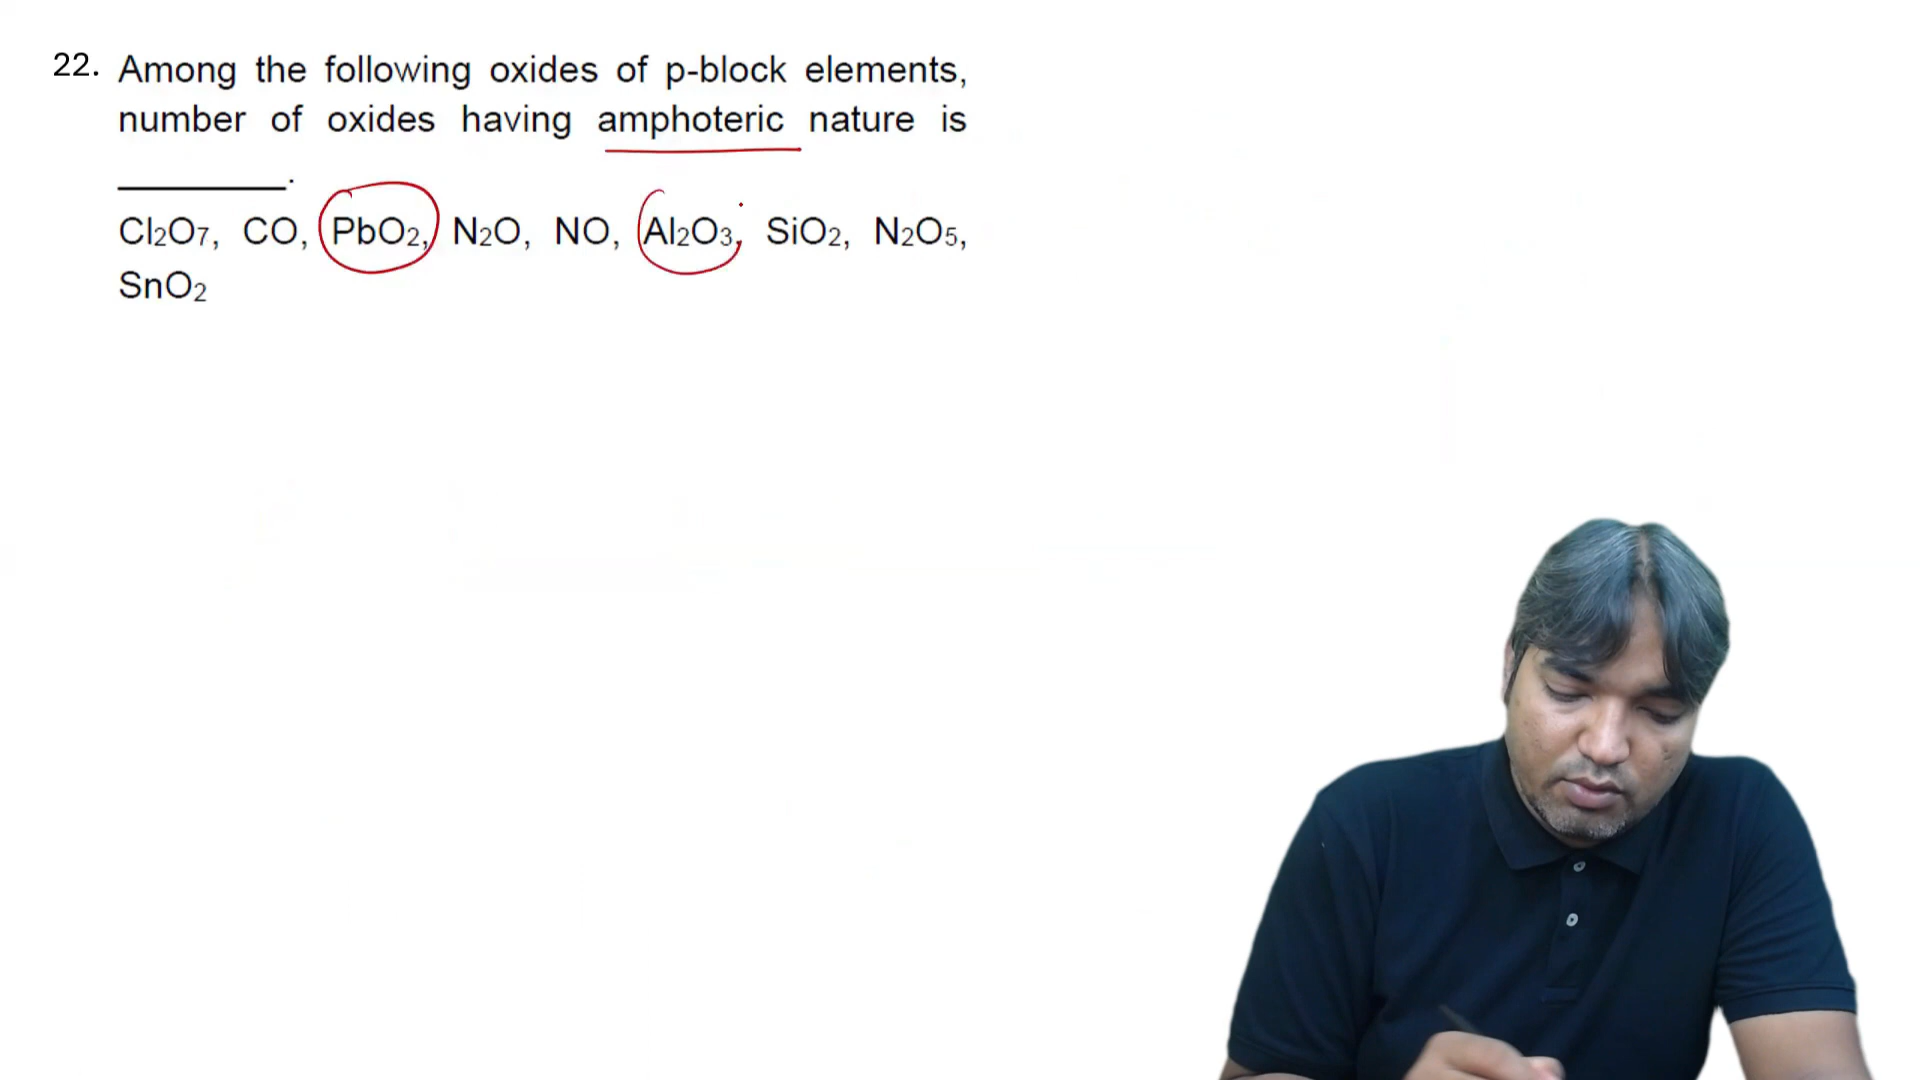 22. Among the following oxides of p-block elements,
number of oxides having amphoteric nature is
__________.
Cl₂O₇, CO, PbO₂, N₂O, NO, Al₂O₃, SiO₂, N₂O₅,
SnO₂